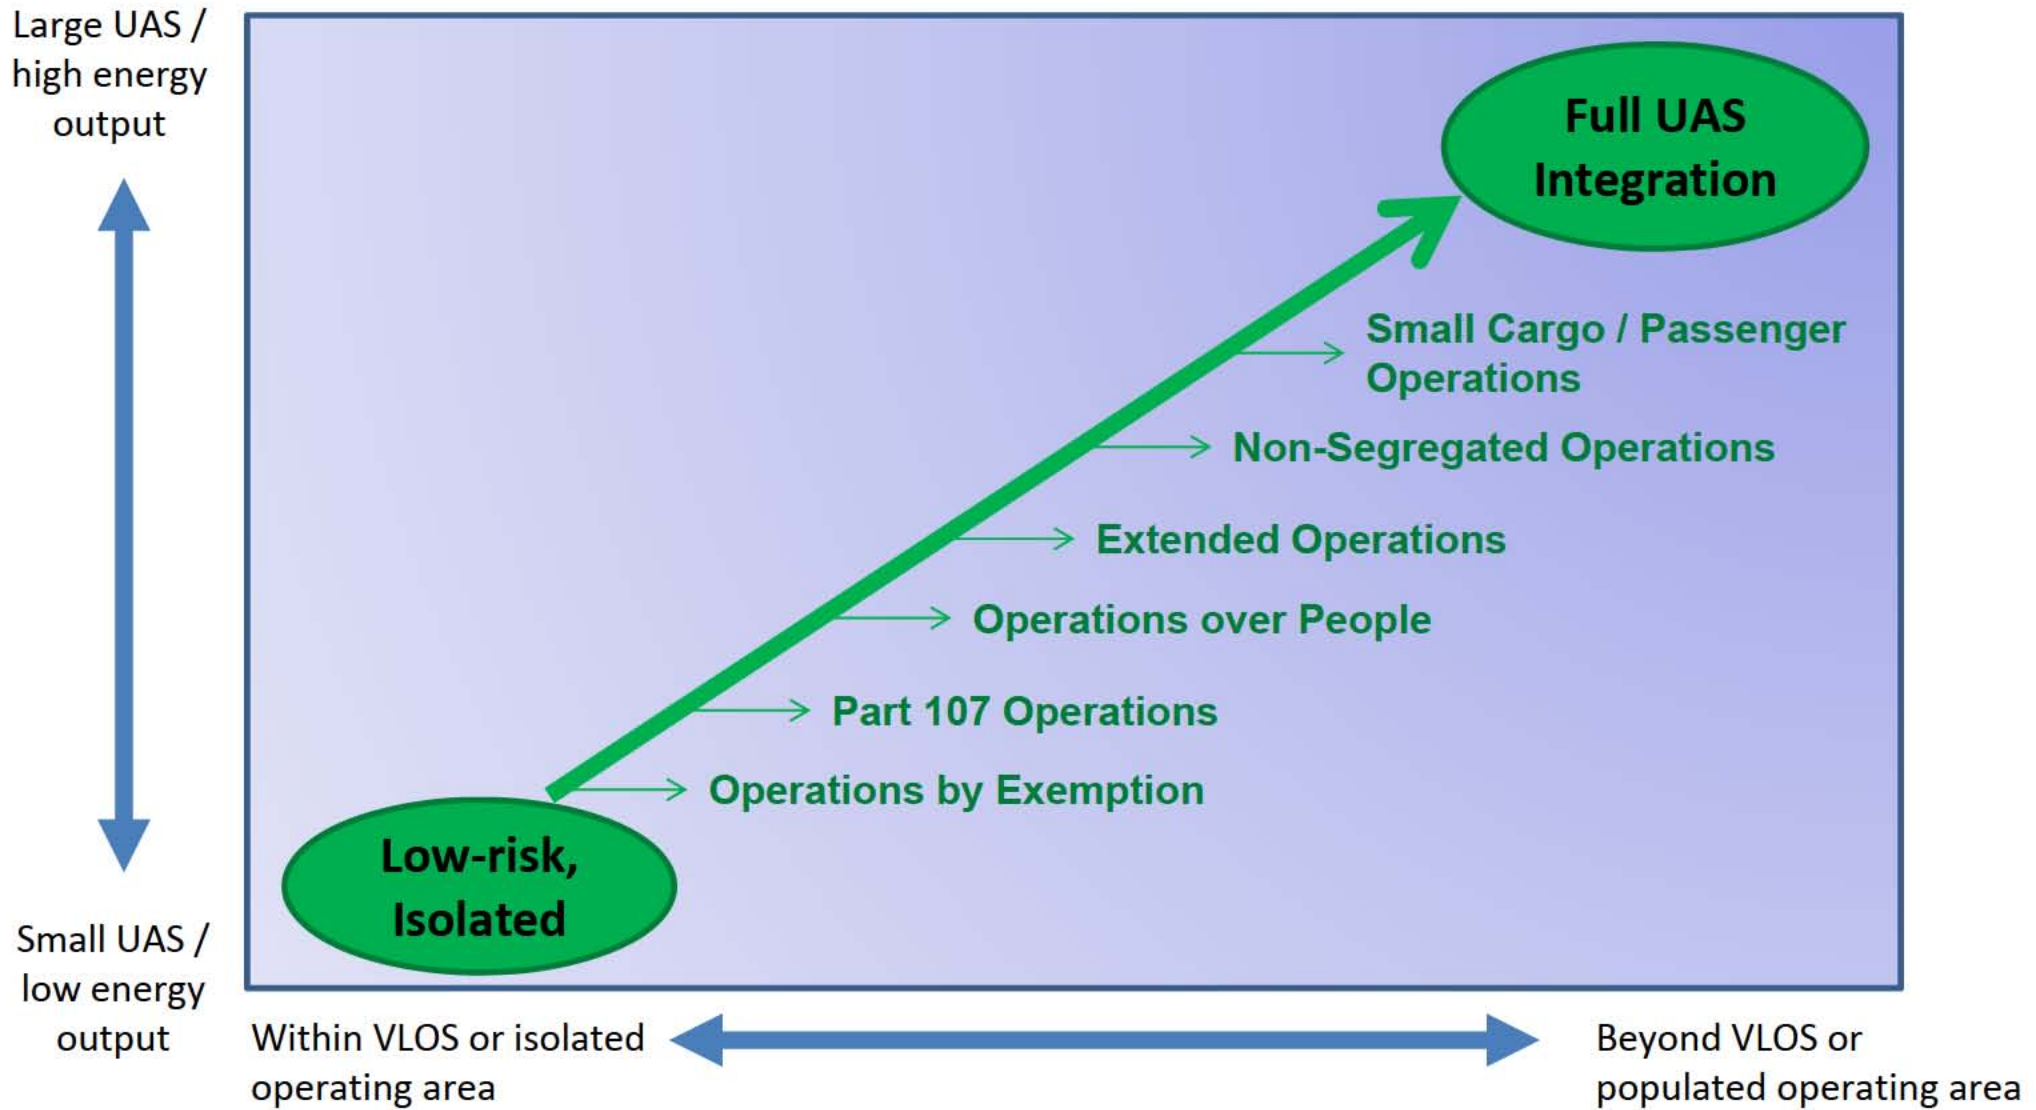 Large UAS /
high energy
output
Full UAS
Integration
Small Cargo / Passenger
Operations
Non-Segregated Operations
Extended Operations
Operations over People
Part 107 Operations
Operations by Exemption
Low-risk,
Isolated
Small UAS /
low energy
output
Within VLOS or isolated
operating area
Beyond VLOS or
populated operating area